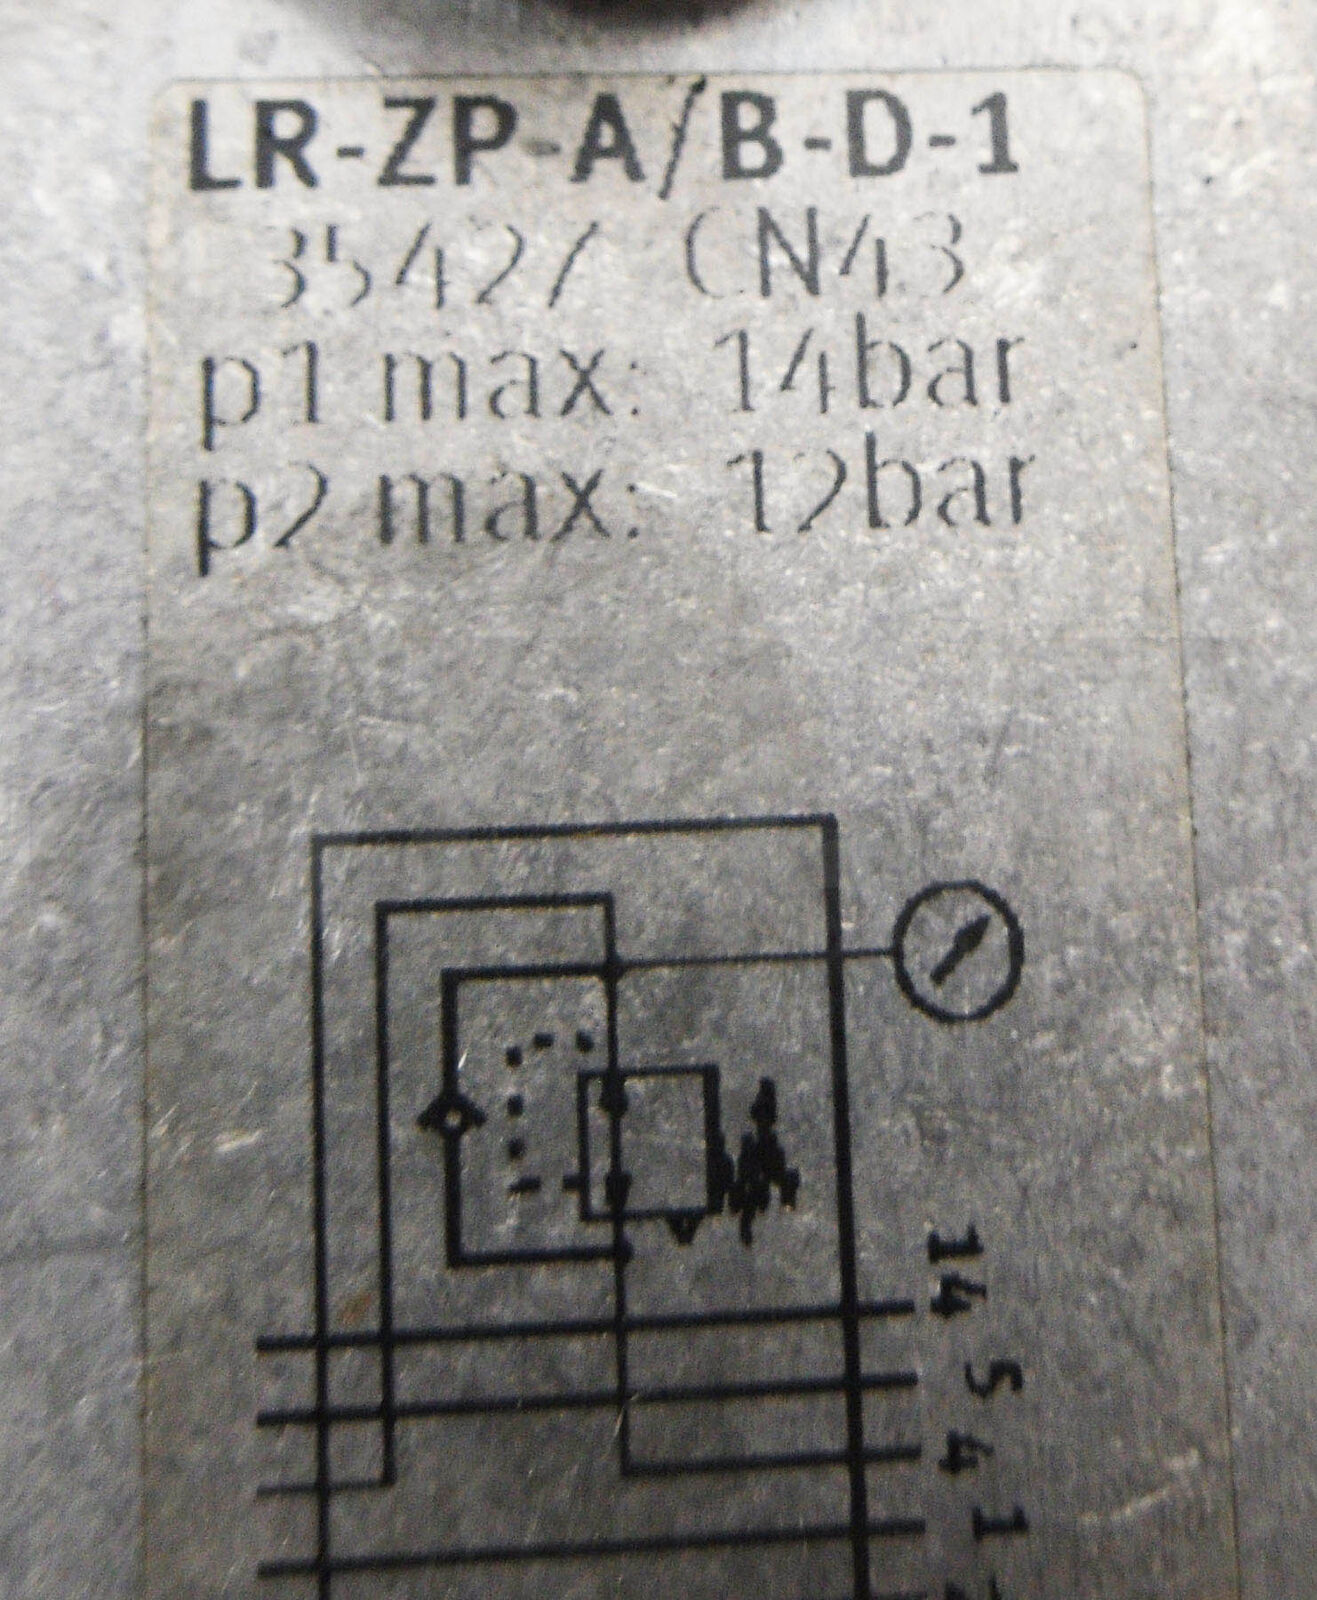 LR-ZP-A/B-D-1
35427 CN43
p1 max: 14bar
p2 max: 12bar
14
5
4
1